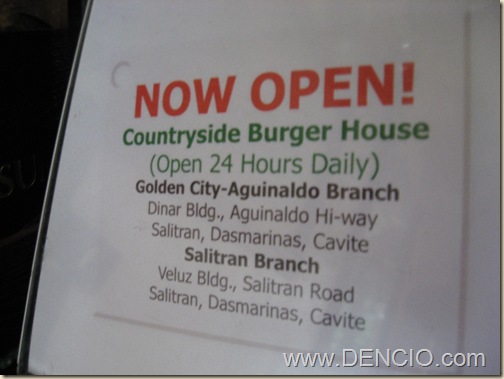 NOW OPEN!
Countryside Burger House
(Open 24 Hours Daily)
Golden City-Aguinaldo Branch
Dinar Bldg., Aguinaldo Hi-way
Salitran, Dasmarinas, Cavite
Salitran Branch
Veluz Bldg., Salitran Road
Salitran, Dasmarinas, Cavite
www.DENCIO.com